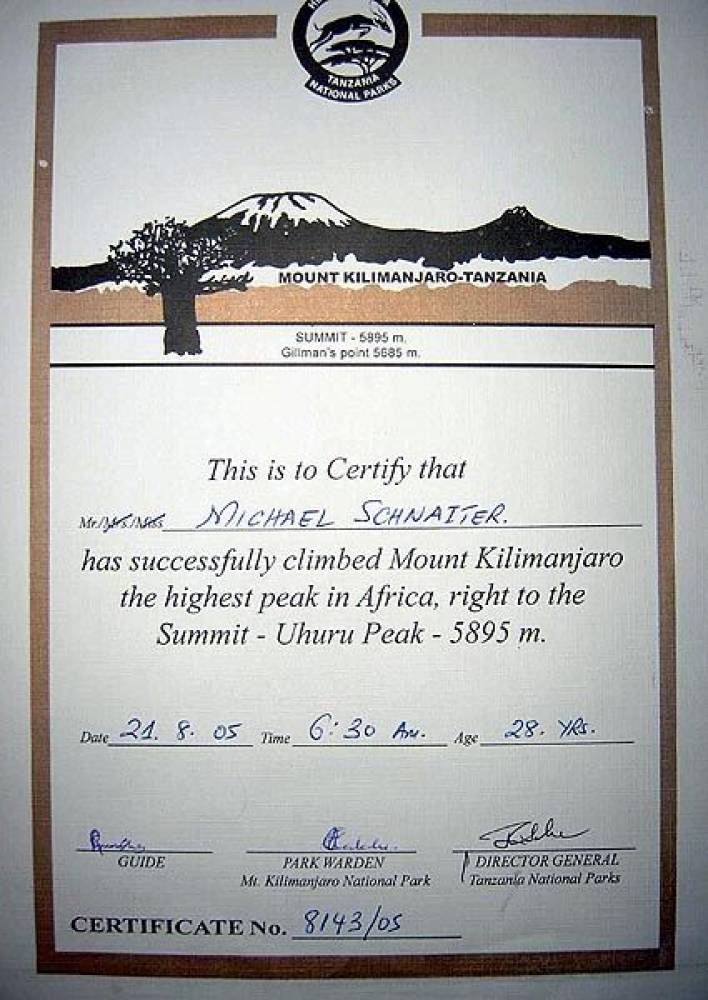 TANZANIA
NATIONAL PARKS
MOUNT KILIMANJARO-TANZANIA
SUMMIT - 5895 m.
Gillman's point 5685 m.
This is to Certify that
Mr./Mrs./Miss MICHAEL SCHNAITER.
has successfully climbed Mount Kilimanjaro
the highest peak in Africa, right to the
Summit - Uhuru Peak - 5895 m.
Date 21. 8. 05 Time 6:30 Am. Age 28. YRS.
GUIDE PARK WARDEN DIRECTOR GENERAL
Mt. Kilimanjaro National Park Tanzania National Parks
CERTIFICATE No. 8143/05